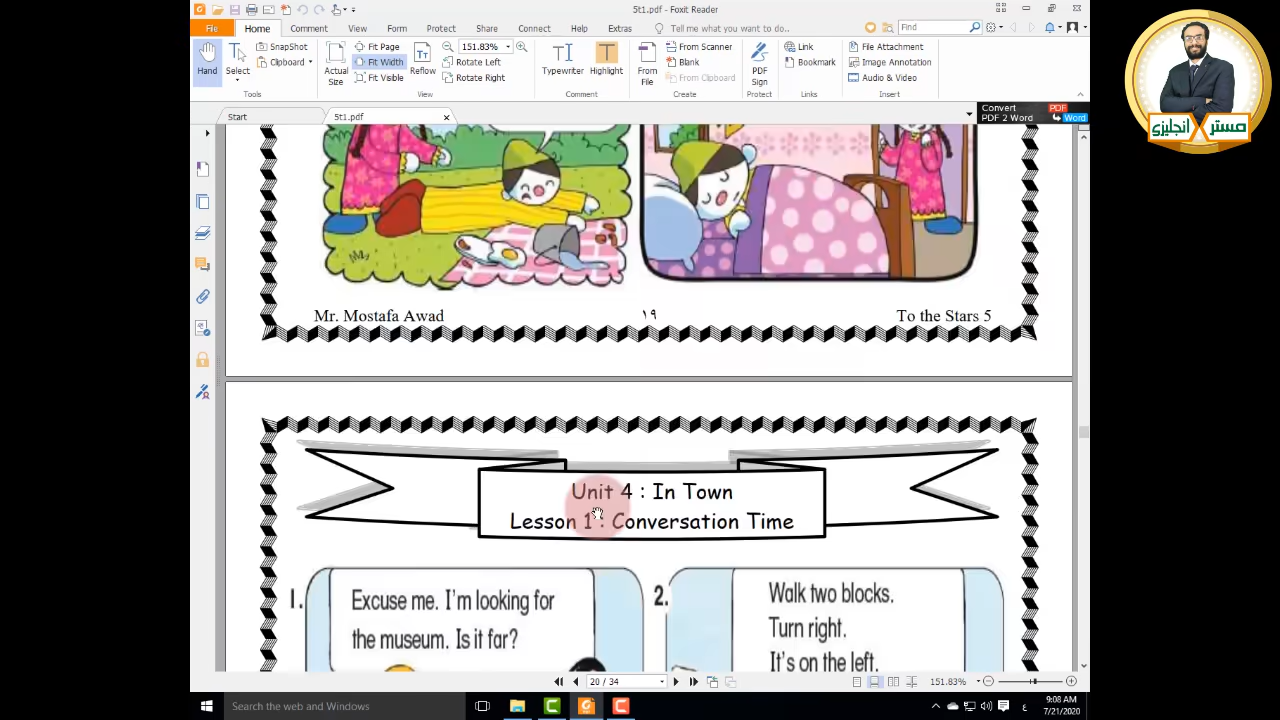 5t1.pdf - Foxit Reader
File Home Comment View Form Protect Share Connect Help Extras Tell me what you want to do... Find
Hand
Select
SnapShot
Clipboard
Actual Size
Fit Page
Fit Width
Fit Visible
Reflow
151.83%
Rotate Left
Rotate Right
Typewriter
Highlight
From File
From Scanner
Blank
From Clipboard
PDF Sign
Link
Bookmark
File Attachment
Image Annotation
Audio & Video
Tools View Comment Create Protect Links Insert
Start 5t1.pdf
Convert PDF
PDF 2 Word Word
مستر X انجليزي
Mr. Mostafa Awad ١٩ To the Stars 5
Unit 4 : In Town
Lesson 1 : Conversation Time
1. Excuse me. I'm looking for
the museum. Is it far?
2. Walk two blocks.
Turn right.
It's on the left.
20 / 34 151.83%
Search the web and Windows
9:08 AM
7/21/2020